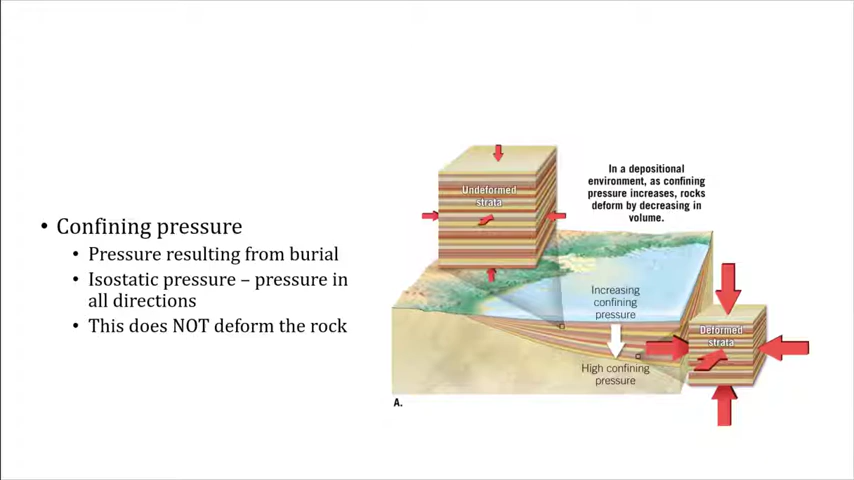 • Confining pressure
• Pressure resulting from burial
• Isostatic pressure – pressure in
all directions
• This does NOT deform the rock
Undeformed
strata
In a depositional
environment, as confining
pressure increases, rocks
deform by decreasing in
volume.
Increasing
confining
pressure
High confining
pressure
Deformed
strata
A.